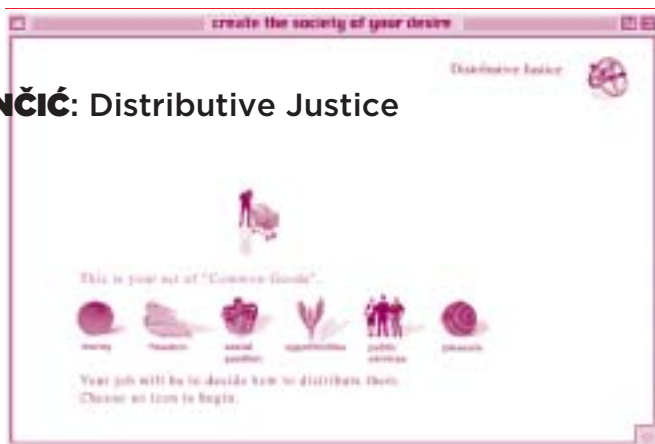 create the society of your desire
Distributive Justice
NČIĆ: Distributive Justice
This is your set of "Common Goods".
money freedom social position opportunities public services pleasure
Your job will be to decide how to distribute them.
Choose an icon to begin.